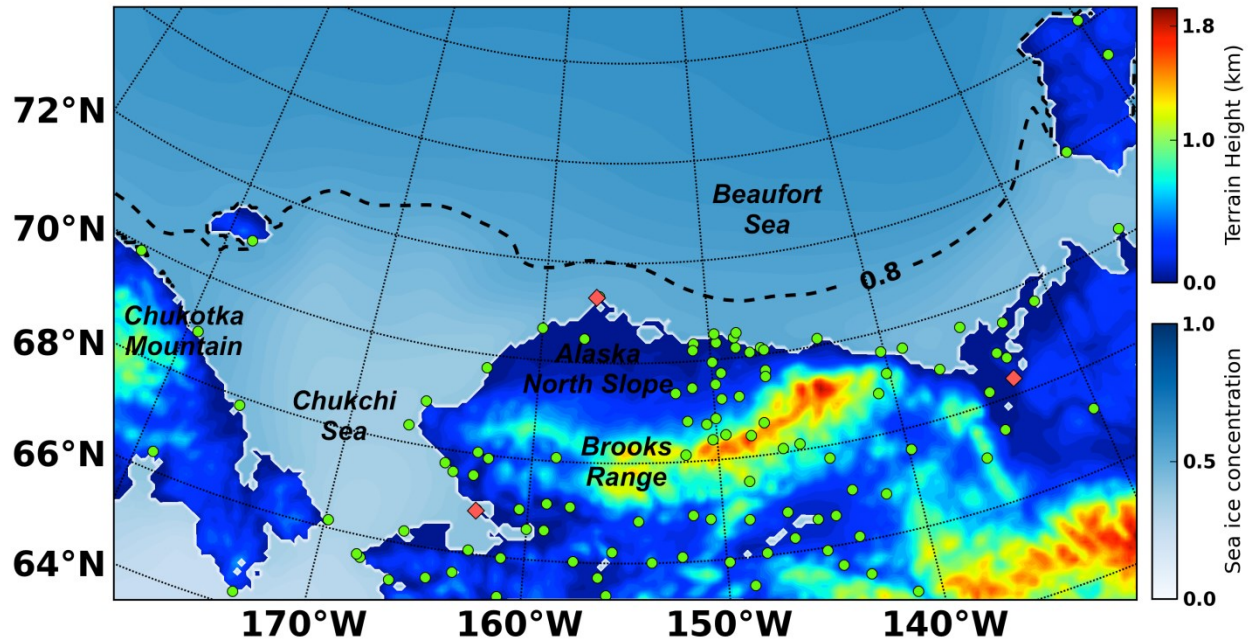 72°N
70°N
68°N
66°N
64°N
170°W
160°W
150°W
140°W
Beaufort
Sea
0.8
Chukotka
Mountain
Alaska
North Slope
Chukchi
Sea
Brooks
Range
1.8
1.0
0.0
Terrain Height (km)
1.0
0.5
0.0
Sea ice concentration